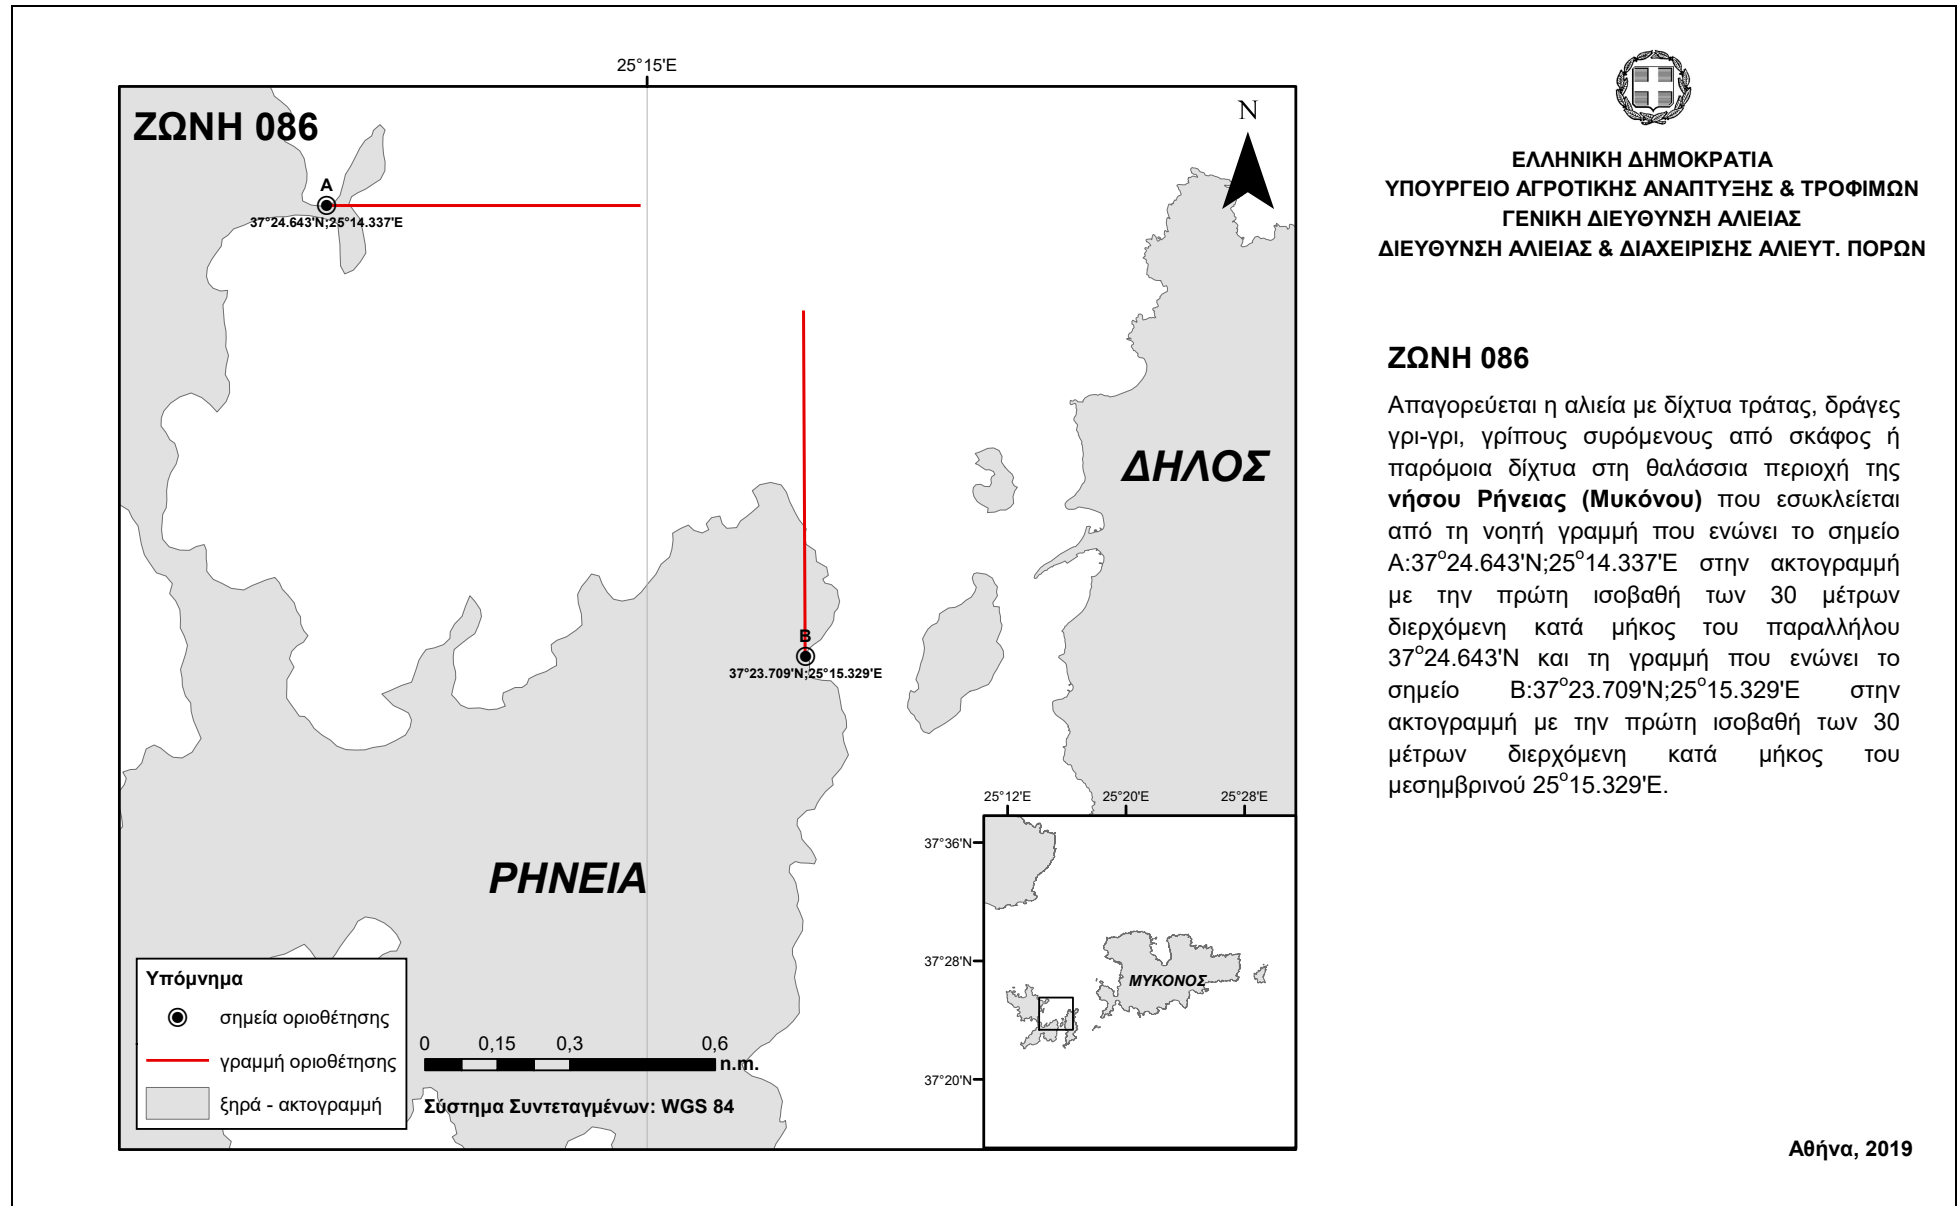 25°15'E
ΖΩΝΗ 086
N
A
37°24.643'N;25°14.337'E
ΔΗΛΟΣ
B
37°23.709'N;25°15.329'E
ΡΗΝΕΙΑ
Υπόμνημα
σημεία οριοθέτησης
γραμμή οριοθέτησης
ξηρά - ακτογραμμή
0 0,15 0,3 0,6
n.m.
Σύστημα Συντεταγμένων: WGS 84
25°12'E 25°20'E 25°28'E
37°36'N
37°28'N
37°20'N
ΜΥΚΟΝΟΣ
ΕΛΛΗΝΙΚΗ ΔΗΜΟΚΡΑΤΙΑ
ΥΠΟΥΡΓΕΙΟ ΑΓΡΟΤΙΚΗΣ ΑΝΑΠΤΥΞΗΣ & ΤΡΟΦΙΜΩΝ
ΓΕΝΙΚΗ ΔΙΕΥΘΥΝΣΗ ΑΛΙΕΙΑΣ
ΔΙΕΥΘΥΝΣΗ ΑΛΙΕΙΑΣ & ΔΙΑΧΕΙΡΙΣΗΣ ΑΛΙΕΥΤ. ΠΟΡΩΝ
ΖΩΝΗ 086
Απαγορεύεται η αλιεία με δίχτυα τράτας, δράγες
γρι-γρι, γρίπους συρόμενους από σκάφος ή
παρόμοια δίχτυα στη θαλάσσια περιοχή της
νήσου Ρήνειας (Μυκόνου) που εσωκλείεται
από τη νοητή γραμμή που ενώνει το σημείο
Α:37°24.643'N;25°14.337'E στην ακτογραμμή
με την πρώτη ισοβαθή των 30 μέτρων
διερχόμενη κατά μήκος του παραλλήλου
37°24.643'N και τη γραμμή που ενώνει το
σημείο Β:37°23.709'N;25°15.329'E στην
ακτογραμμή με την πρώτη ισοβαθή των 30
μέτρων διερχόμενη κατά μήκος του
μεσημβρινού 25°15.329'E.
Αθήνα, 2019